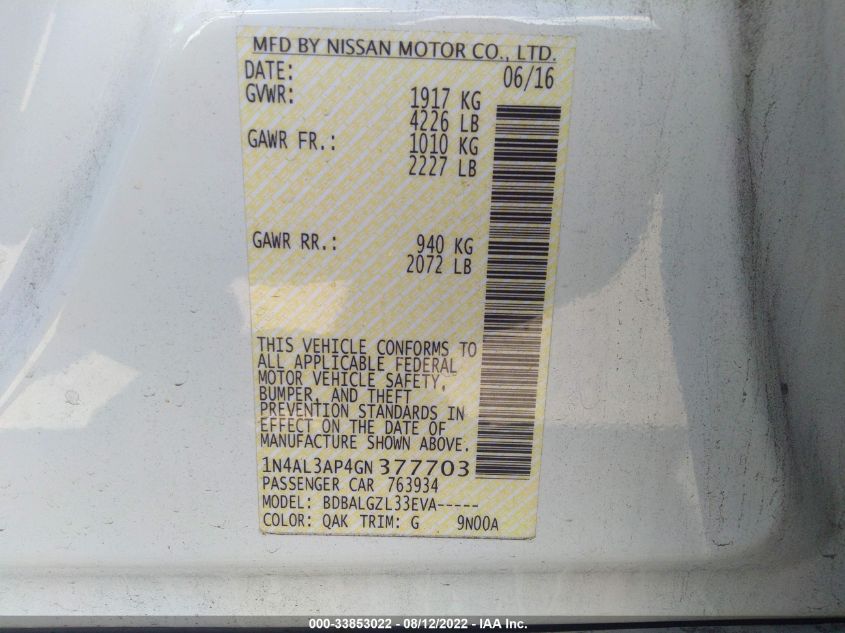 MFD BY NISSAN MOTOR CO., LTD.
DATE: 06/16
GVWR: 1917 KG
4226 LB
GAWR FR.: 1010 KG
2227 LB
GAWR RR.: 940 KG
2072 LB
THIS VEHICLE CONFORMS TO
ALL APPLICABLE FEDERAL
MOTOR VEHICLE SAFETY,
BUMPER, AND THEFT
PREVENTION STANDARDS IN
EFFECT ON THE DATE OF
MANUFACTURE SHOWN ABOVE.
1N4AL3AP4GN 377703
PASSENGER CAR 763934
MODEL: BDBALGZL33EVA-----
COLOR: QAK TRIM: G 9N00A
000-33853022 - 08/12/2022 - IAA Inc.